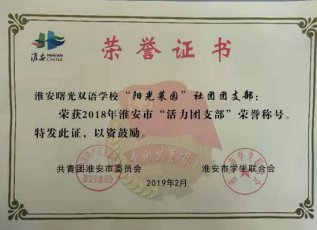 淮安
CHINA
荣誉证书
淮安曙光双语学校“阳光菜园”社团团支部：
荣获2018年淮安市“活力团支部”荣誉称号。
特发此证，以资鼓励。
共青团淮安市委员会
淮安市学生联合会
2019年2月